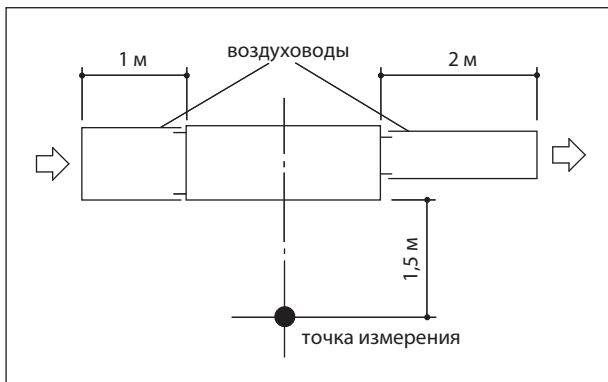 воздуховоды
1 м
2 м
1,5 м
точка измерения